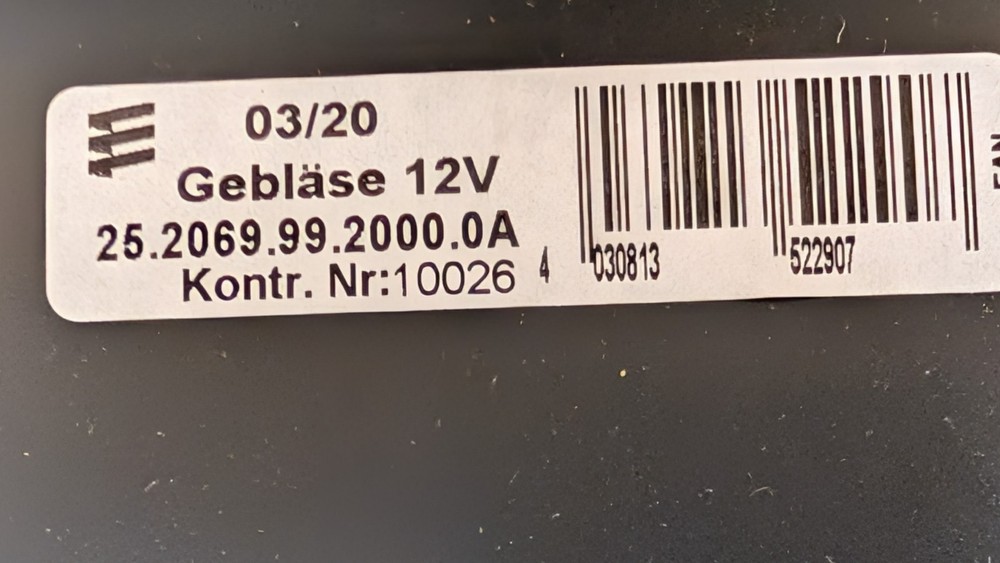 03/20
Gebläse 12V
25.2069.99.2000.0A
Kontr. Nr:10026
4 030813 522907